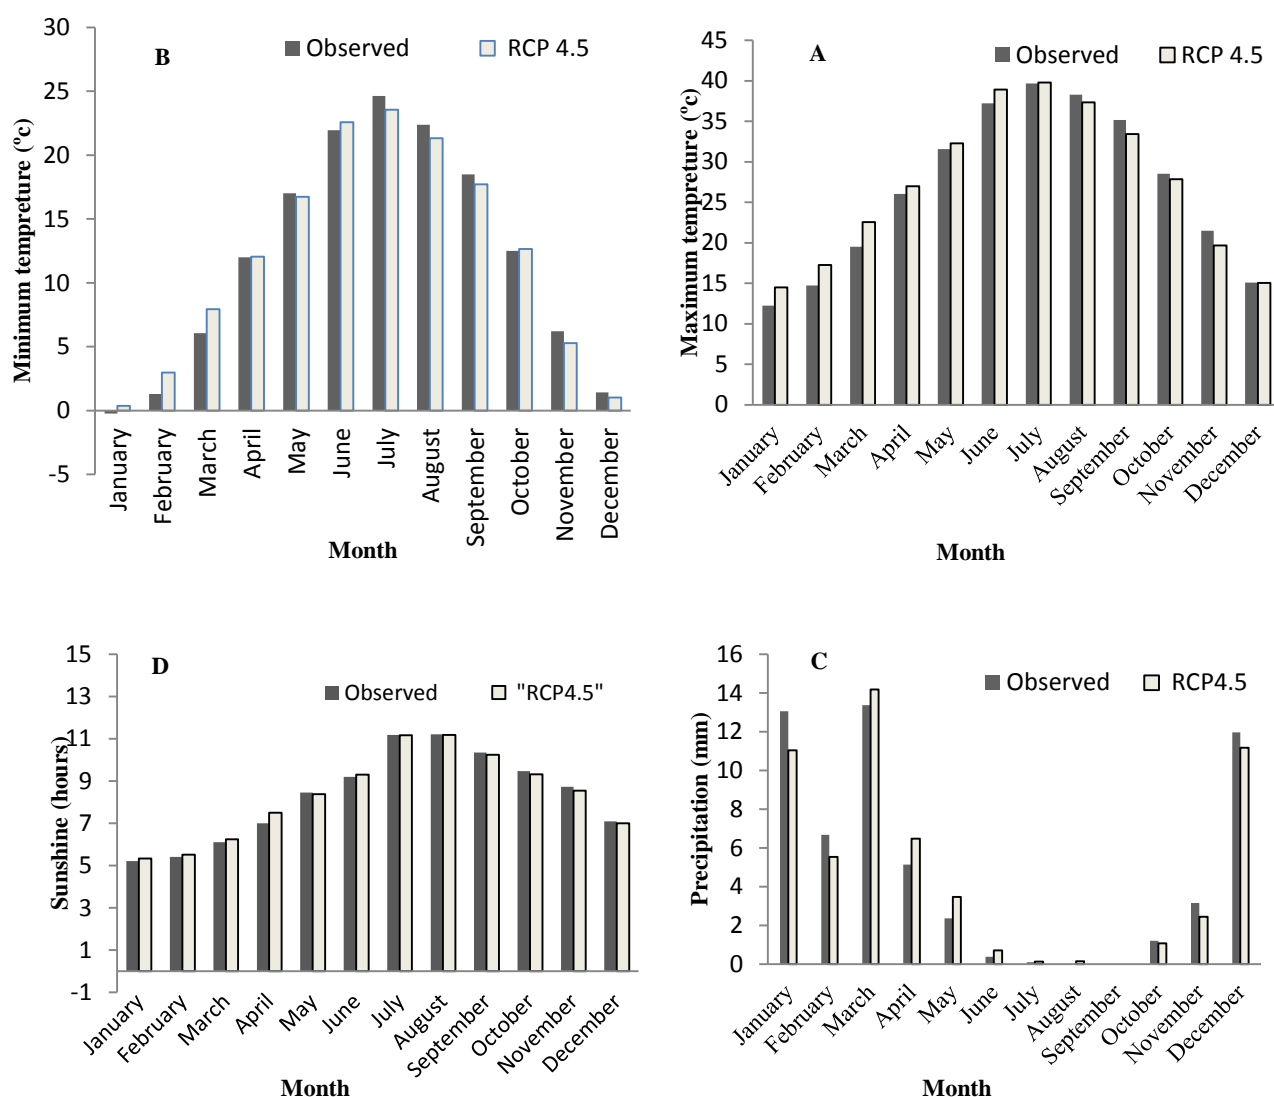 B
Observed
RCP 4.5
Minimum tempreture (ºc)
30
25
20
15
10
5
0
-5
January
February
March
April
May
June
July
August
September
October
November
December
Month
A
Observed
RCP 4.5
Maximum tempreture (ºc)
45
40
35
30
25
20
15
10
5
0
January
February
March
April
May
June
July
August
September
October
November
December
Month
D
Observed
"RCP4.5"
Sunshine (hours)
15
13
11
9
7
5
3
1
-1
January
February
March
April
May
June
July
August
September
October
November
December
Month
C
Observed
RCP4.5
Precipitation (mm)
16
14
12
10
8
6
4
2
0
January
February
March
April
May
June
July
August
September
October
November
December
Month